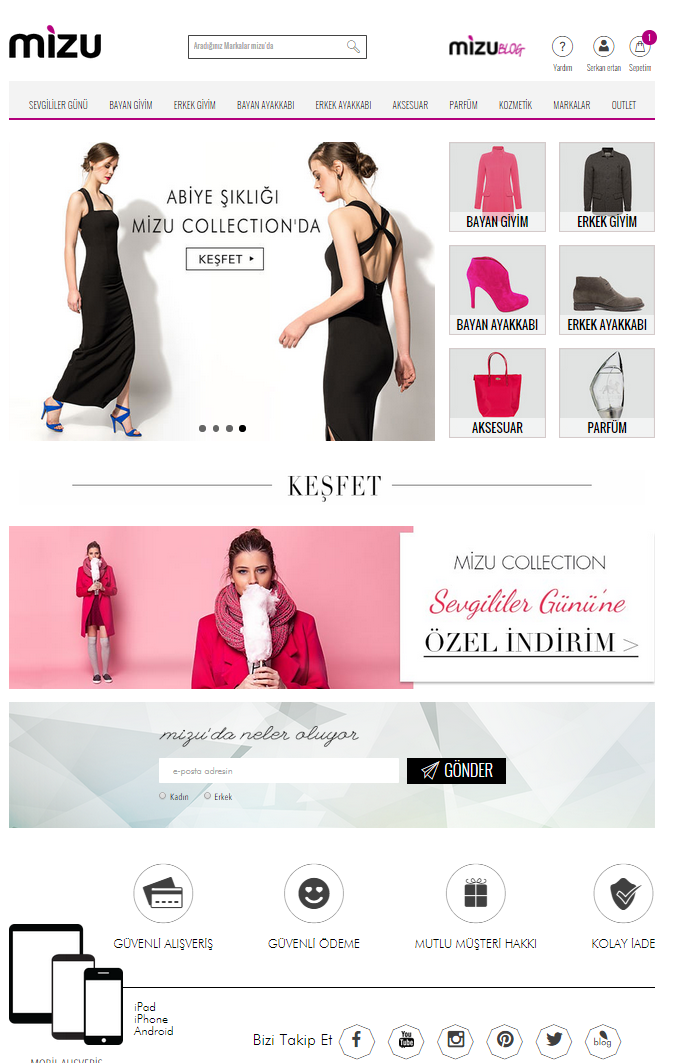 mizu
Aradığınız Markalar mizu'da
mizu BLOG
?
1
Yardım
Serkan ertan
Sepetim
SEVGİLİLER GÜNÜ
BAYAN GİYİM
ERKEK GİYİM
BAYAN AYAKKABI
ERKEK AYAKKABI
AKSESUAR
PARFÜM
KOZMETİK
MARKALAR
OUTLET
ABİYE ŞIKLIĞI
MİZU COLLECTION'DA
KEŞFET
BAYAN GİYİM
ERKEK GİYİM
BAYAN AYAKKABI
ERKEK AYAKKABI
AKSESUAR
PARFÜM
KEŞFET
MİZU COLLECTION
Sevgililer Günü'ne
ÖZEL İNDİRİM >
mizu'da neler oluyor
e-posta adresin
GÖNDER
Kadın
Erkek
GÜVENLİ ALIŞVERİŞ
GÜVENLİ ÖDEME
MUTLU MÜŞTERİ HAKKI
KOLAY İADE
iPad
iPhone
Android
Bizi Takip Et
You Tube
blog
MOBİL ALIŞVERİŞ